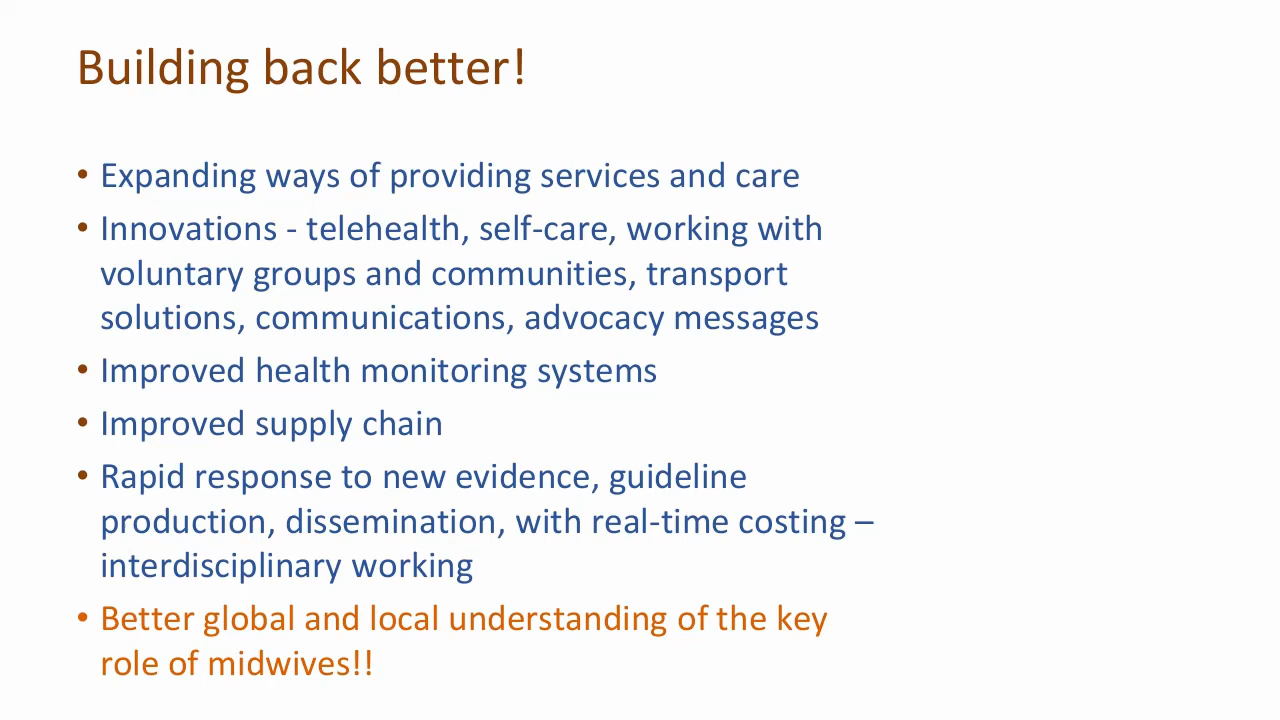 Building back better!
• Expanding ways of providing services and care
• Innovations - telehealth, self-care, working with
voluntary groups and communities, transport
solutions, communications, advocacy messages
• Improved health monitoring systems
• Improved supply chain
• Rapid response to new evidence, guideline
production, dissemination, with real-time costing –
interdisciplinary working
• Better global and local understanding of the key
role of midwives!!